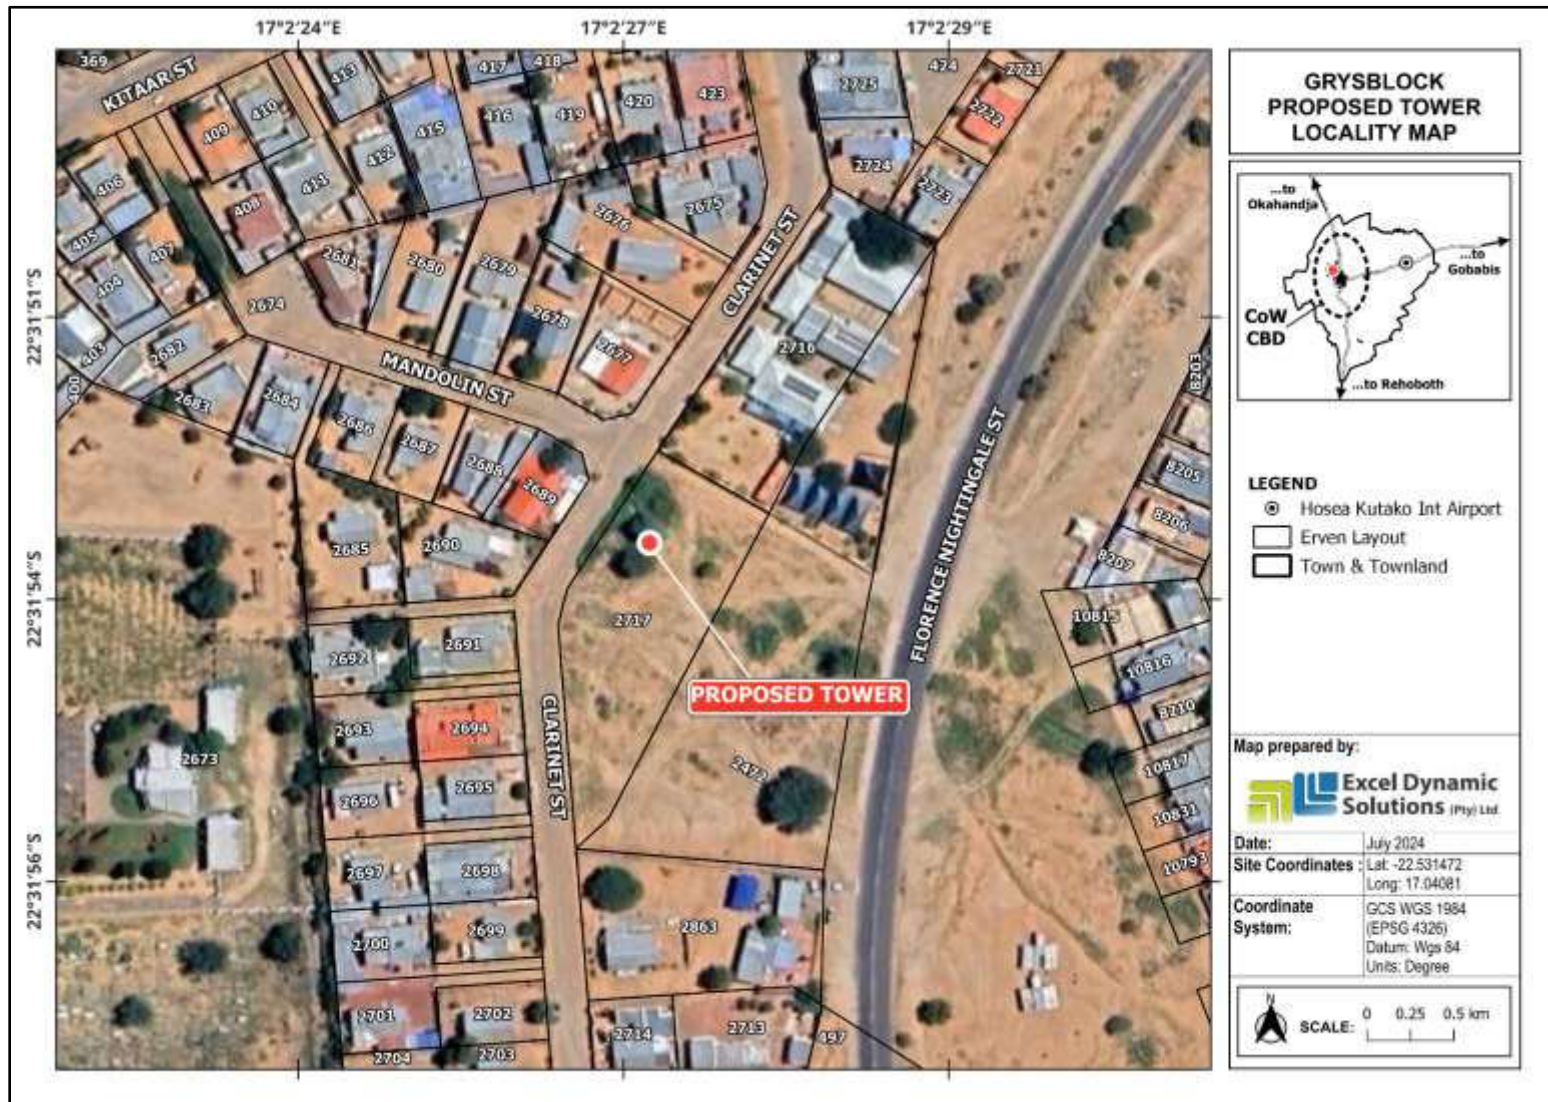 17°2'24"E
17°2'27"E
17°2'29"E
22°31'51"S
22°31'54"S
22°31'56"S
369
KITAAR ST
413
417
418
2725
424
2721
410
409
416
419
420
423
2722
415
412
411
2724
406
408
2723
405
407
2676
2675
CLARINET ST
2681
2680
2679
404
2674
2678
403
2682
2677
2716
400
MANDOLIN ST
2683
2684
2686
2687
2688
2689
8203
8205
8206
8207
FLORENCE NIGHTINGALE ST
2685
2690
2717
10815
2691
2692
10816
PROPOSED TOWER
2693
2694
8210
CLARINET ST
2673
2472
10817
2696
2695
10831
10793
2697
2698
2700
2699
2863
2701
2702
2714
2713
497
2704
2703
GRYSBLOCK
PROPOSED TOWER
LOCALITY MAP
...to
Okahandja
...to
Gobabis
CoW
CBD
...to Rehoboth
LEGEND
Hosea Kutako Int Airport
Erven Layout
Town & Townland
Map prepared by:
Excel Dynamic
Solutions (Pty) Ltd
Date: July 2024
Site Coordinates : Lat: -22.531472
Long: 17.04081
Coordinate System: GCS WGS 1984
(EPSG 4326)
Datum: Wgs 84
Units: Degree
N
SCALE: 0 0.25 0.5 km